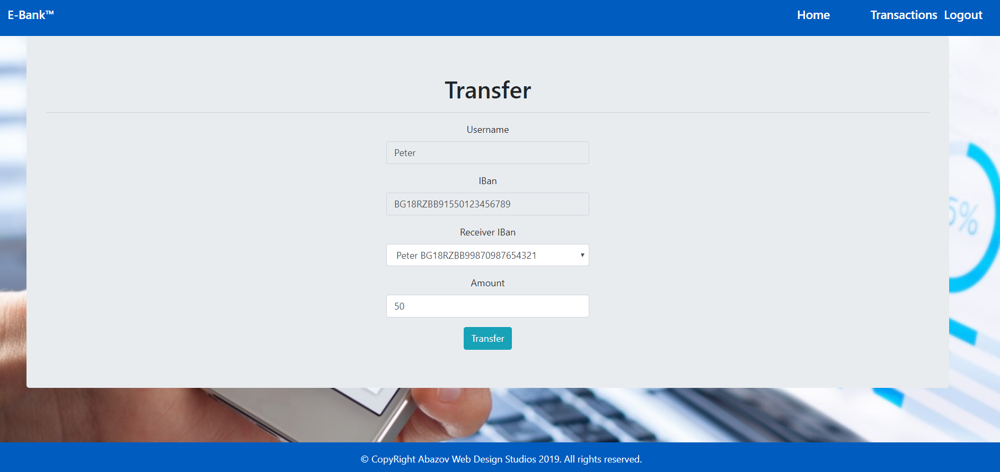 E-Bank™
Home Transactions Logout
Transfer
Username
Peter
IBan
BG18RZBB91550123456789
Receiver IBan
Peter BG18RZBB99870987654321
Amount
50
Transfer
5%
© CopyRight Abazov Web Design Studios 2019. All rights reserved.